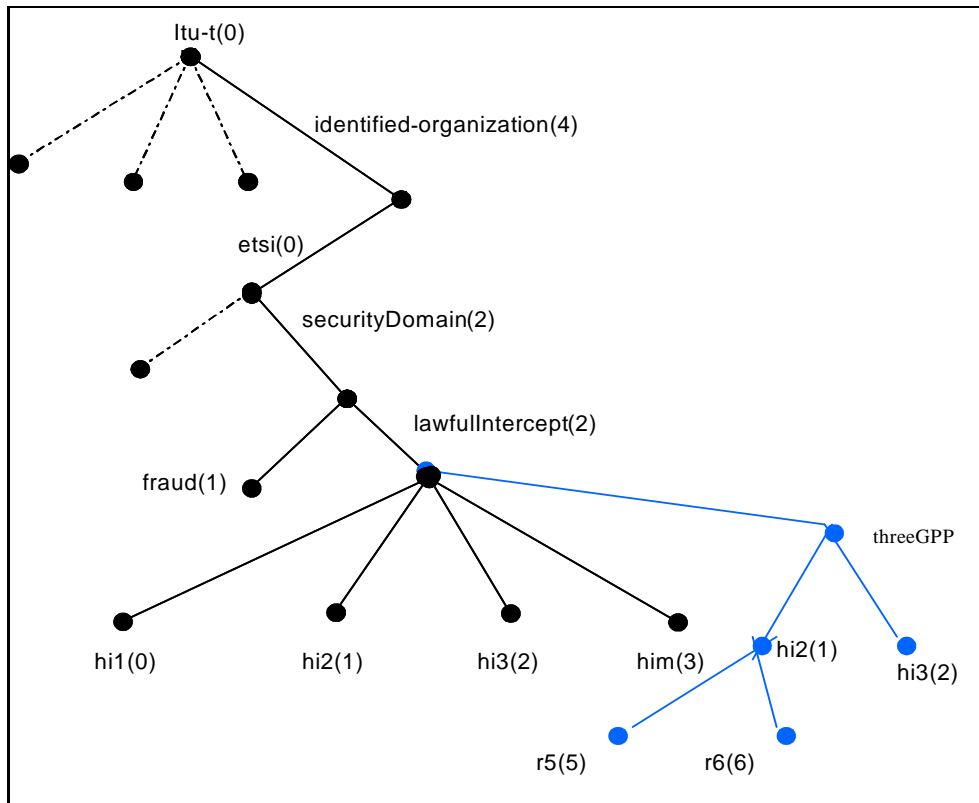 Itu-t(0)
identified-organization(4)
etsi(0)
securityDomain(2)
lawfulIntercept(2)
fraud(1)
threeGPP
hi1(0)
hi2(1)
hi3(2)
him(3)
hi2(1)
hi3(2)
r5(5)
r6(6)